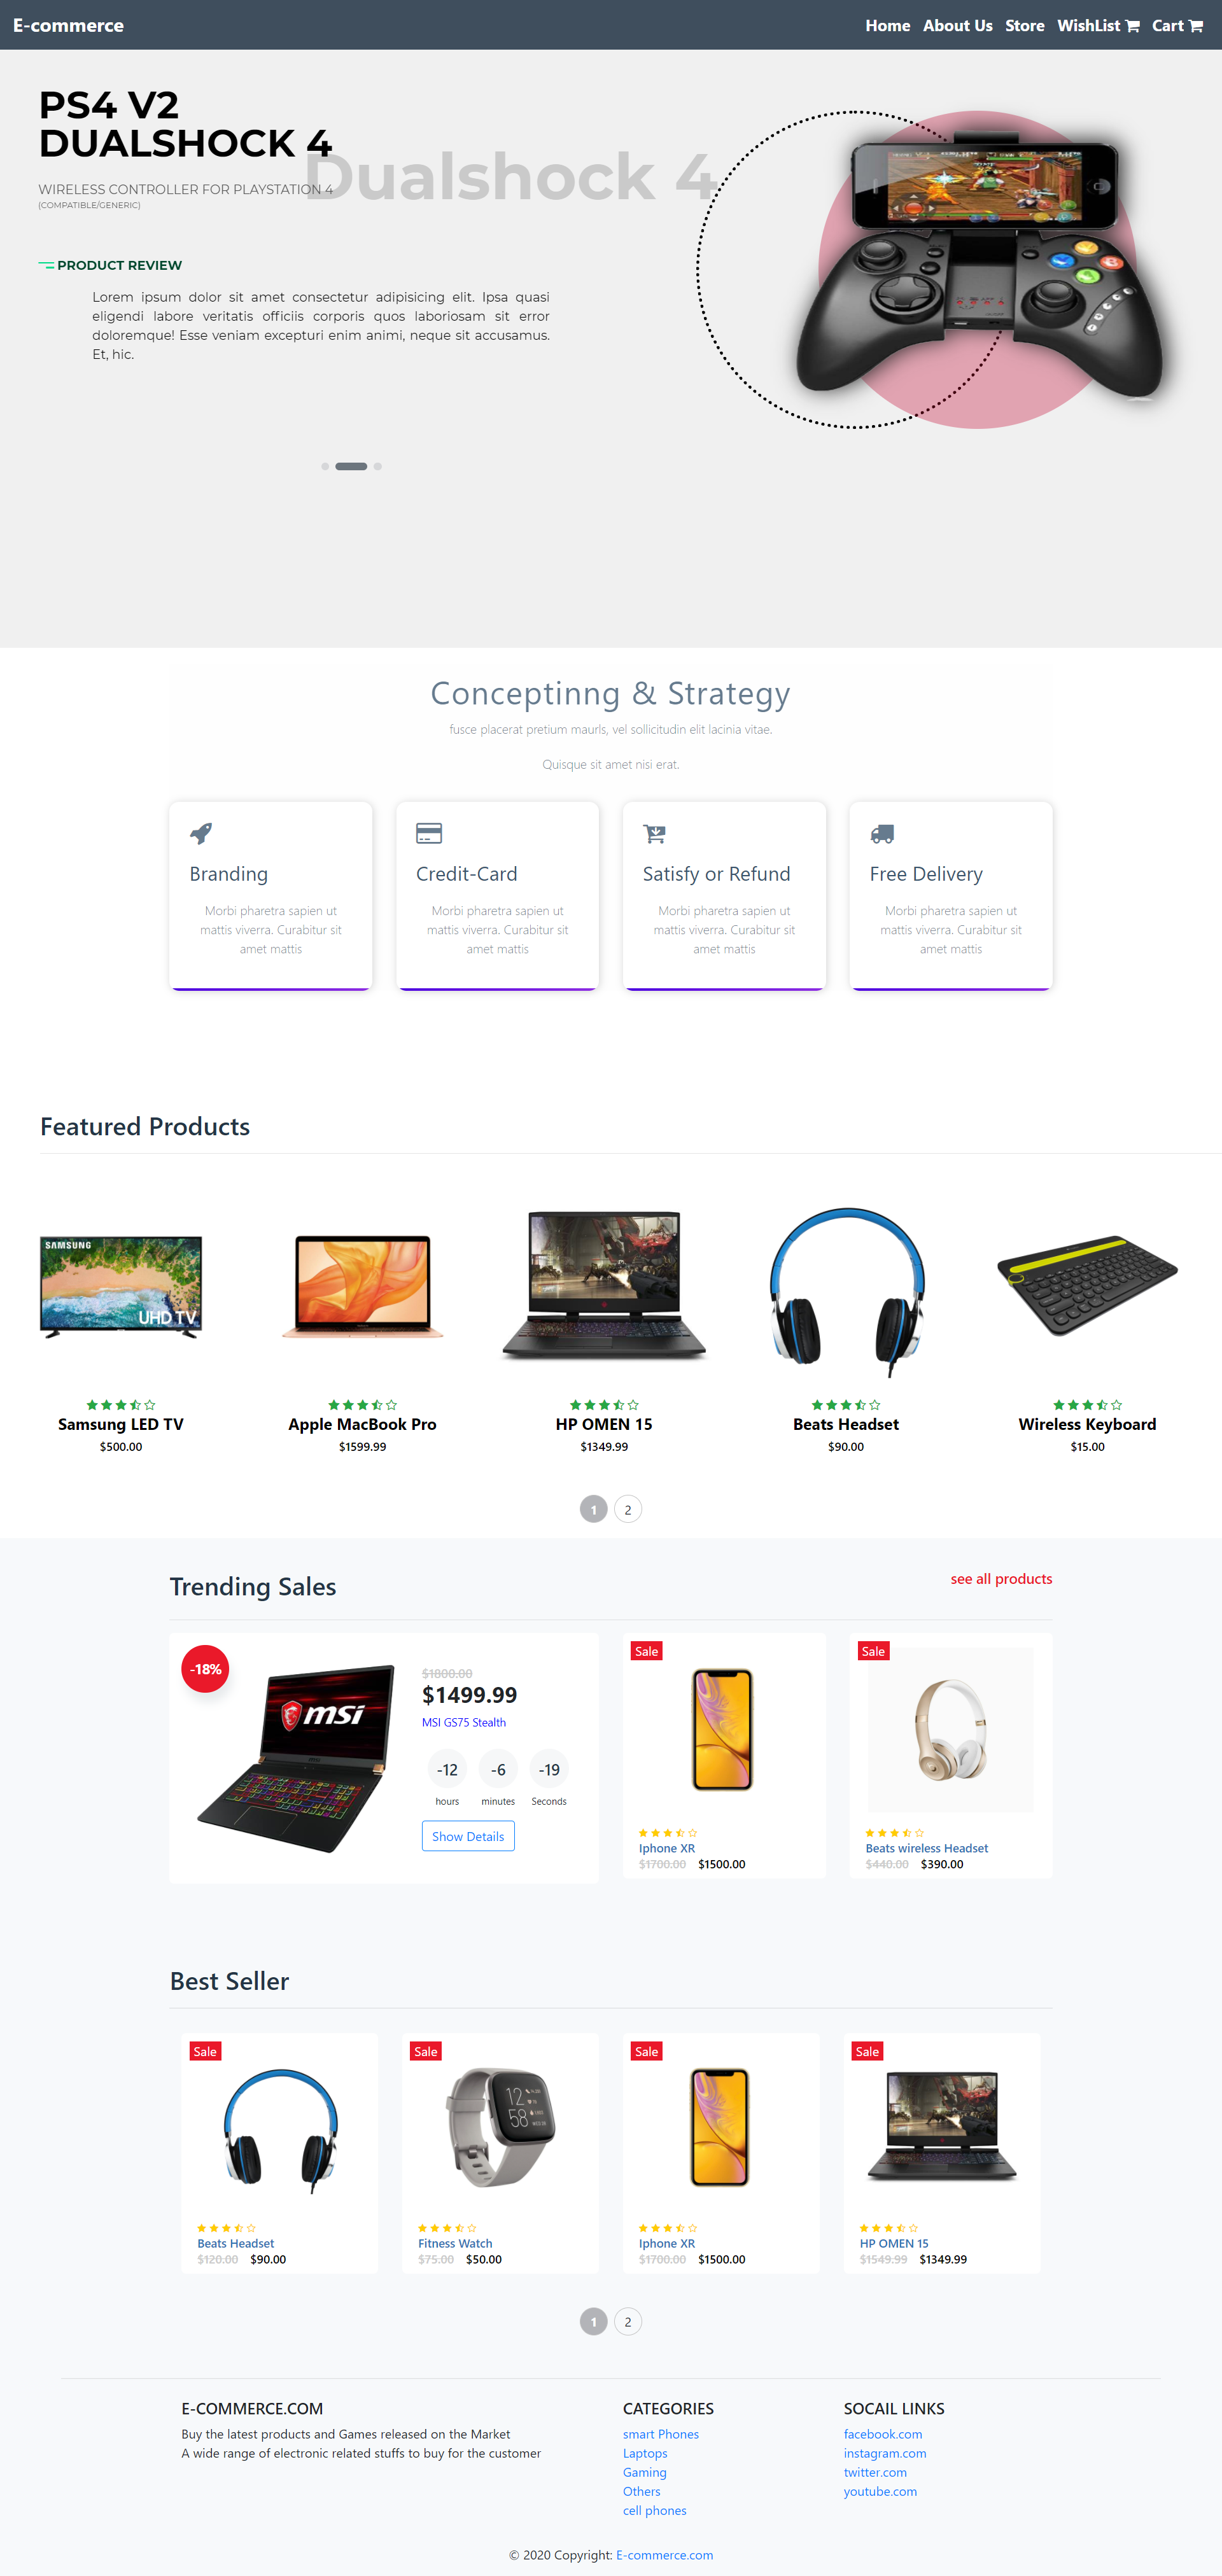 E-commerce
Home About Us Store WishList Cart
PS4 V2
DUALSHOCK 4
Dualshock 4
WIRELESS CONTROLLER FOR PLAYSTATION 4
(COMPATIBLE/GENERIC)
PRODUCT REVIEW
Lorem ipsum dolor sit amet consectetur adipisicing elit. Ipsa quasi
eligendi labore veritatis officiis corporis quos laboriosam sit error
doloremque! Esse veniam excepturi enim animi, neque sit accusamus.
Et, hic.
Conceptinng & Strategy
fusce placerat pretium maurls, vel sollicitudin elit lacinia vitae.
Quisque sit amet nisi erat.
Branding
Morbi pharetra sapien ut
mattis viverra. Curabitur sit
amet mattis
Credit-Card
Morbi pharetra sapien ut
mattis viverra. Curabitur sit
amet mattis
Satisfy or Refund
Morbi pharetra sapien ut
mattis viverra. Curabitur sit
amet mattis
Free Delivery
Morbi pharetra sapien ut
mattis viverra. Curabitur sit
amet mattis
Featured Products
SAMSUNG
UHD TV
Samsung LED TV
$500.00
Apple MacBook Pro
$1599.99
HP OMEN 15
$1349.99
Beats Headset
$90.00
Wireless Keyboard
$15.00
1 2
Trending Sales
see all products
-18%
msi
$1800.00
$1499.99
MSI GS75 Stealth
-12 -6 -19
hours minutes Seconds
Show Details
Sale
Iphone XR
$1700.00 $1500.00
Sale
Beats wireless Headset
$440.00 $390.00
Best Seller
Sale
Beats Headset
$120.00 $90.00
Sale
12
58
Fitness Watch
$75.00 $50.00
Sale
Iphone XR
$1700.00 $1500.00
Sale
HP OMEN 15
$1549.99 $1349.99
1 2
E-COMMERCE.COM
Buy the latest products and Games released on the Market
A wide range of electronic related stuffs to buy for the customer
CATEGORIES
smart Phones
Laptops
Gaming
Others
cell phones
SOCAIL LINKS
facebook.com
instagram.com
twitter.com
youtube.com
© 2020 Copyright: E-commerce.com